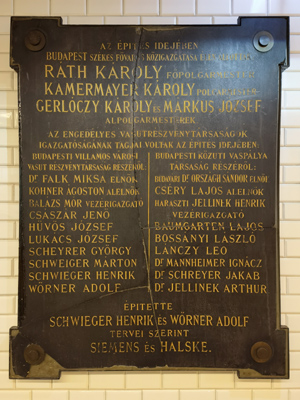 AZ ÉPITÉS IDEJÉBEN
BUDAPEST SZÉKES FŐVÁROS KÖZIGAZGATÁSA
RÁTH KÁROLY FŐPOLGÁRMESTER
KAMERMAYER KÁROLY POLGÁRMESTER
GERLÓCZY KÁROLY ÉS MÁRKUS JÓZSEF
ALPOLGÁRMESTEREK
AZ ENGEDÉLYES VASUTRÉSZVÉNYTÁRSASÁGOK
IGAZGATÓSÁGÁNAK TAGJAI VOLTAK AZ ÉPITÉS IDEJÉBEN:
BUDAPESTI VILLAMOS VÁROSI
VASUT RÉSZVÉNYTÁRSASÁG RÉSZÉRŐL
DR FALK MIKSA ELNÖK
KOHNER ÁGOSTON ALELNÖK
BALÁZS MÓR VEZÉRIGAZGATÓ
CSÁSZÁR JENŐ
HŰVÖS JÓZSEF
LUKÁCS JÓZSEF
SCHEYRER GYÖRGY
SCHWEIGER MÁRTON
SCHWIEGER HENRIK
WÖRNER ADOLF
BUDAPESTI KÖZUTI VASPÁLYA
TÁRSASÁG RÉSZÉRŐL
BUDAVÁRI DR ORSZÁGH SÁNDOR ELNÖK
CSÉRY LAJOS ALELNÖK
HARASZTI JELLINEK HENRIK
VEZÉRIGAZGATÓ
BAUMGARTEN LAJOS
BOSSÁNYI LÁSZLÓ
LÁNCZY LEÓ
DR MANNHEIMER IGNÁCZ
DR SCHREYER JAKAB
DR JELLINEK ARTHUR
ÉPITETTE
SCHWIEGER HENRIK ÉS WÖRNER ADOLF
TERVEI SZERINT
SIEMENS ÉS HALSKE.